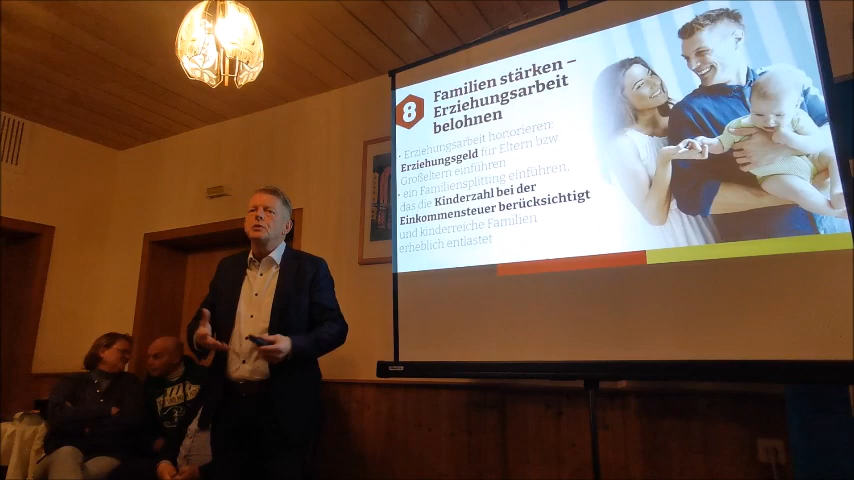 8
Familien stärken –
Erziehungsarbeit
belohnen
• Erziehungsarbeit honorieren:
Erziehungsgeld für Eltern bzw
Großeltern einführen
• ein Familiensplitting einführen,
das die Kinderzahl bei der
Einkommensteuer berücksichtigt
und kinderreiche Familien
erheblich entlastet